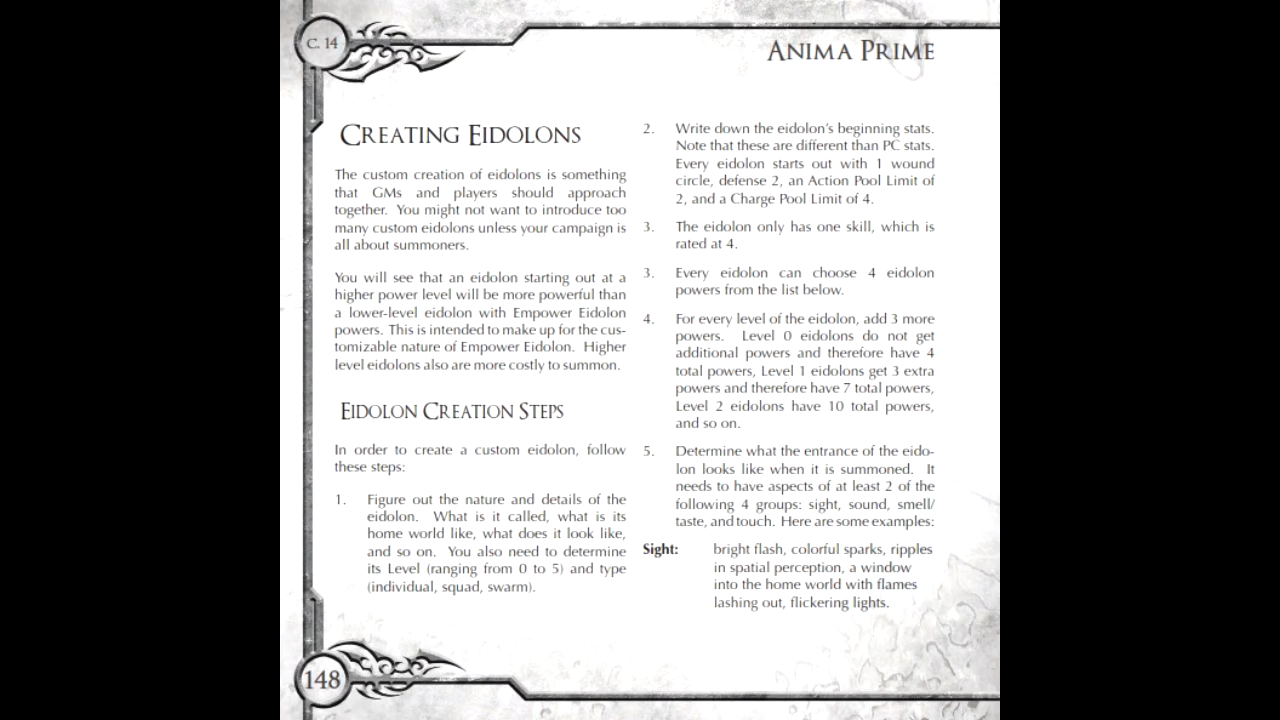 C. 14
ANIMA PRIME
CREATING EIDOLONS
The custom creation of eidolons is something
that GMs and players should approach
together. You might not want to introduce too
many custom eidolons unless your campaign is
all about summoners.
You will see that an eidolon starting out at a
higher power level will be more powerful than
a lower-level eidolon with Empower Eidolon
powers. This is intended to make up for the cus-
tomizable nature of Empower Eidolon. Higher
level eidolons also are more costly to summon.
EIDOLON CREATION STEPS
In order to create a custom eidolon, follow
these steps:
1. Figure out the nature and details of the
eidolon. What is it called, what is its
home world like, what does it look like,
and so on. You also need to determine
its Level (ranging from 0 to 5) and type
(individual, squad, swarm).
2. Write down the eidolon's beginning stats.
Note that these are different than PC stats.
Every eidolon starts out with 1 wound
circle, defense 2, an Action Pool Limit of
2, and a Charge Pool Limit of 4.
3. The eidolon only has one skill, which is
rated at 4.
3. Every eidolon can choose 4 eidolon
powers from the list below.
4. For every level of the eidolon, add 3 more
powers. Level 0 eidolons do not get
additional powers and therefore have 4
total powers, Level 1 eidolons get 3 extra
powers and therefore have 7 total powers,
Level 2 eidolons have 10 total powers,
and so on.
5. Determine what the entrance of the eido-
lon looks like when it is summoned. It
needs to have aspects of at least 2 of the
following 4 groups: sight, sound, smell/
taste, and touch. Here are some examples:
Sight: bright flash, colorful sparks, ripples
in spatial perception, a window
into the home world with flames
lashing out, flickering lights.
148